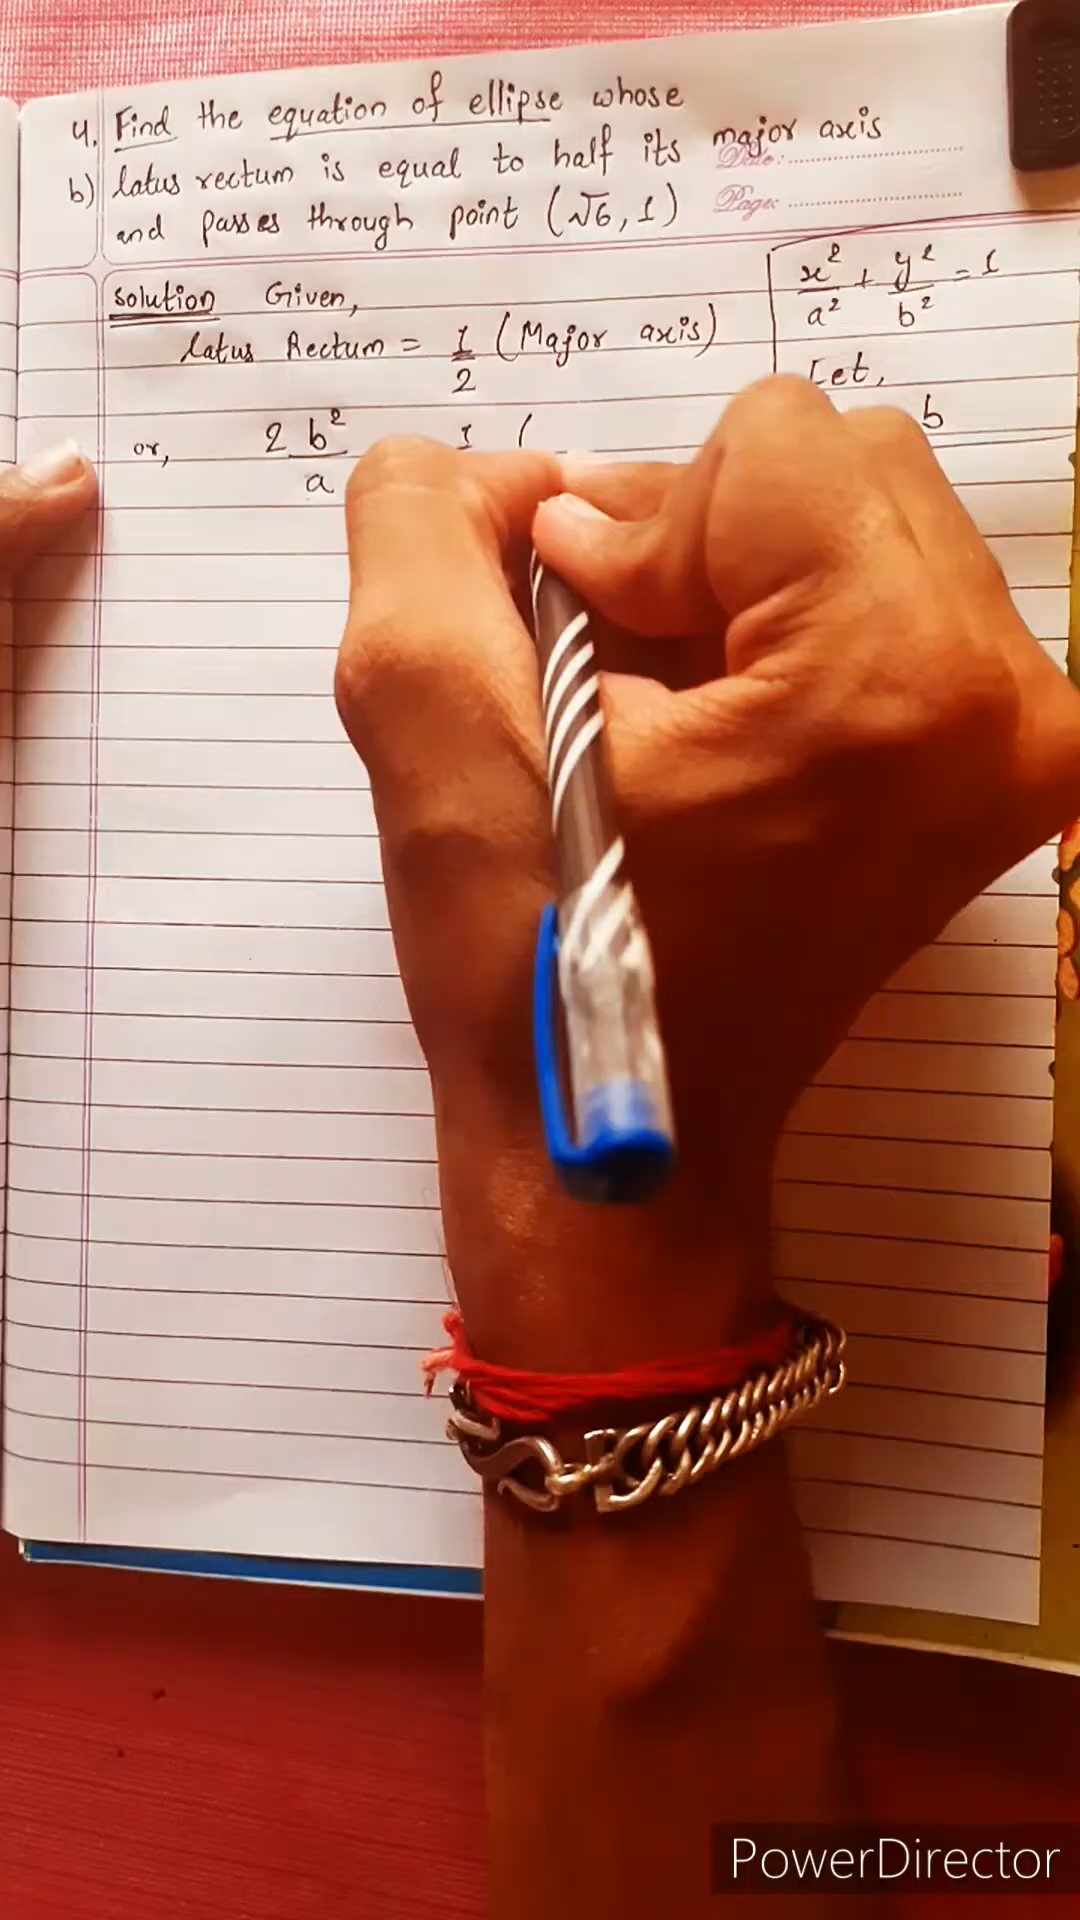 4. Find the equation of ellipse whose
b) latus rectum is equal to half its major axis
and passes through point (√6, 1)
Date:
Page:
Solution Given,
Latus Rectum = 1/2 (Major axis)
or, 2b²/a 1 (
x²/a² + y²/b² = 1
Let,
b
PowerDirector